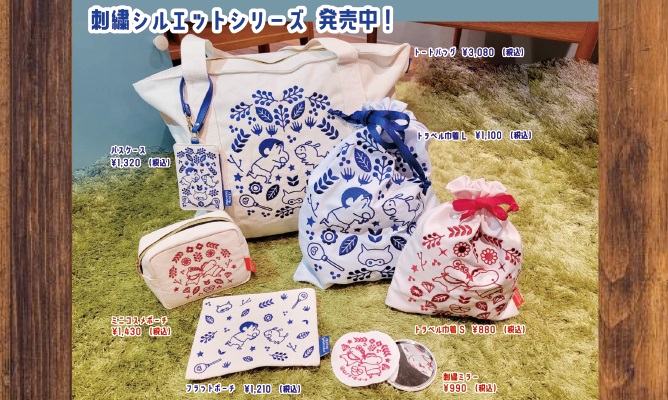 刺繍シルエットシリーズ 発売中!
トートバッグ ¥3,080 (税込)
トラベル巾着 L ¥1,100 (税込)
パスケース
¥1,320 (税込)
ミニコスメポーチ
¥1,430 (税込)
トラベル巾着 S ¥880 (税込)
フラットポーチ ¥1,210 (税込)
刺繍ミラー
¥990 (税込)